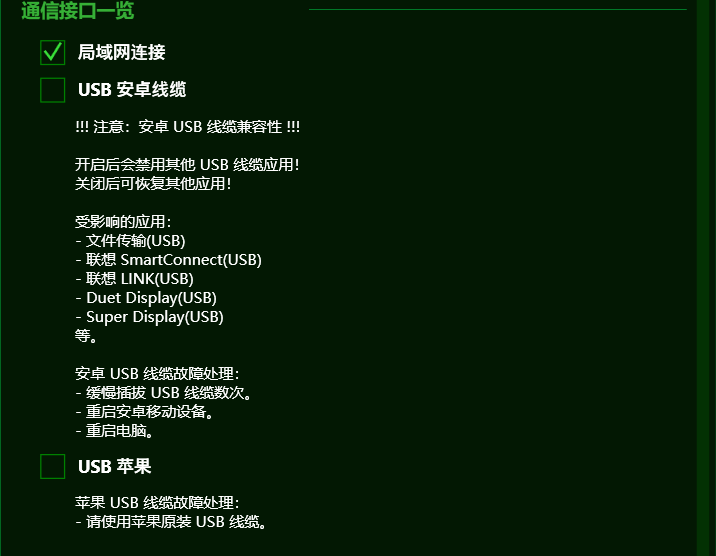 通信接口一览
局域网连接
USB 安卓线缆
!!! 注意：安卓 USB 线缆兼容性 !!!
开启后会禁用其他 USB 线缆应用！
关闭后可恢复其他应用！
受影响的应用：
- 文件传输(USB)
- 联想 SmartConnect(USB)
- 联想 LINK(USB)
- Duet Display(USB)
- Super Display(USB)
等。
安卓 USB 线缆故障处理：
- 缓慢插拔 USB 线缆数次。
- 重启安卓移动设备。
- 重启电脑。
USB 苹果
苹果 USB 线缆故障处理：
- 请使用苹果原装 USB 线缆。